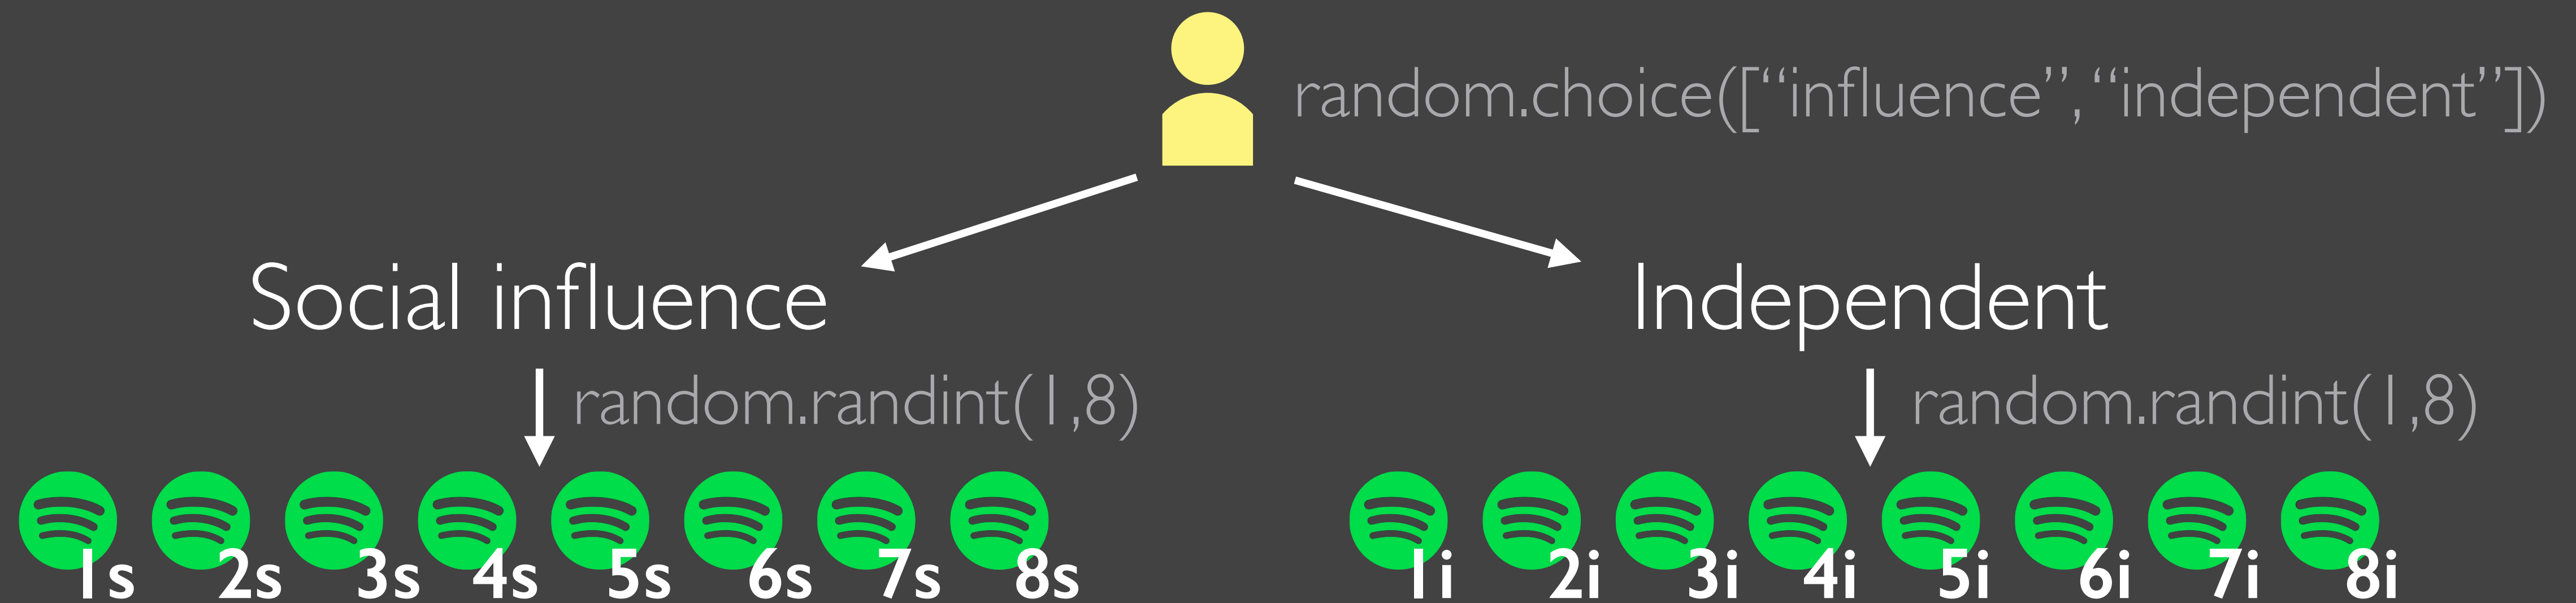 random.choice([“influence”, “independent”])
Social influence
Independent
random.randint(1,8)
random.randint(1,8)
1s 2s 3s 4s 5s 6s 7s 8s
1i 2i 3i 4i 5i 6i 7i 8i